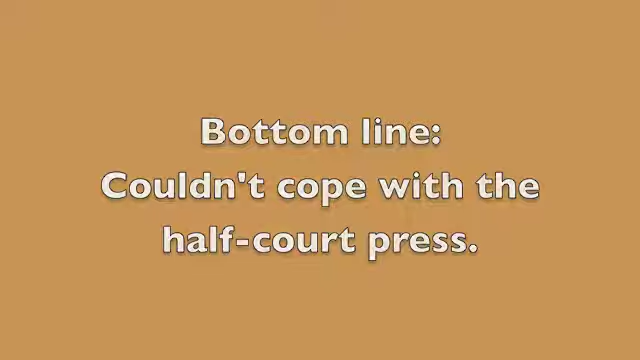 Bottom line:
Couldn't cope with the
half-court press.